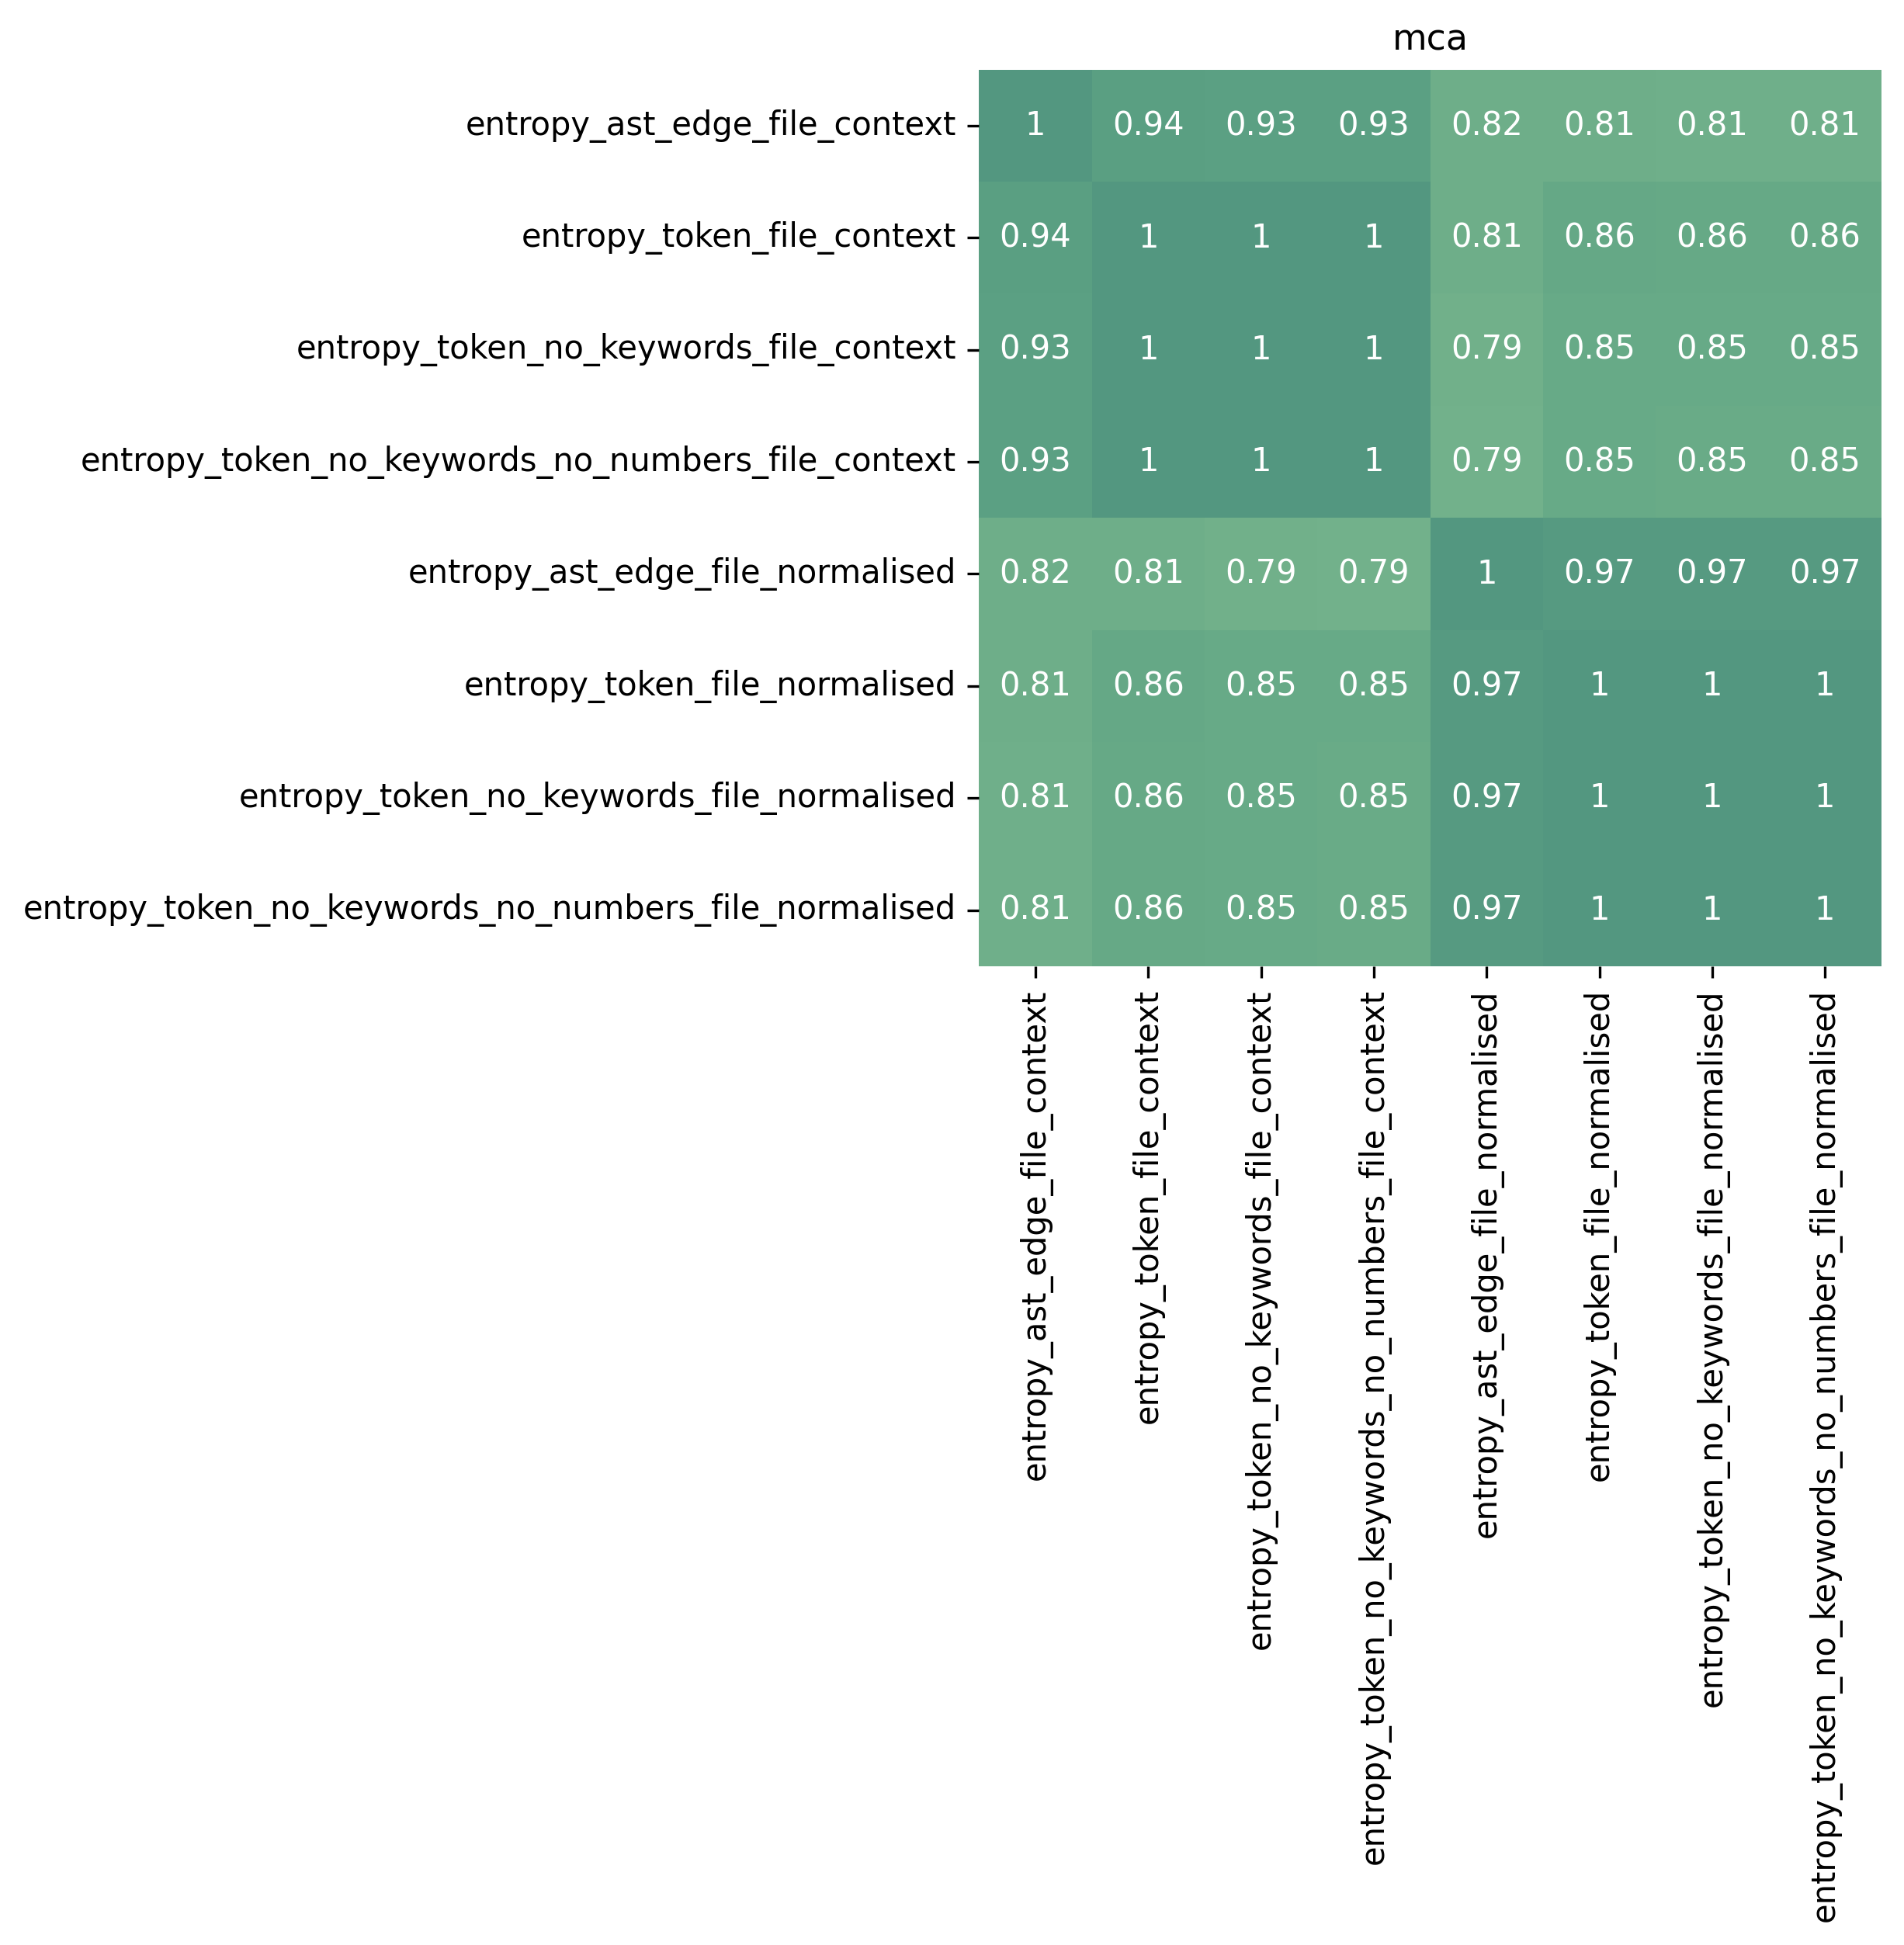 mca
entropy_ast_edge_file_context 1 0.94 0.93 0.93 0.82 0.81 0.81 0.81
entropy_token_file_context 0.94 1 1 1 0.81 0.86 0.86 0.86
entropy_token_no_keywords_file_context 0.93 1 1 1 0.79 0.85 0.85 0.85
entropy_token_no_keywords_no_numbers_file_context 0.93 1 1 1 0.79 0.85 0.85 0.85
entropy_ast_edge_file_normalised 0.82 0.81 0.79 0.79 1 0.97 0.97 0.97
entropy_token_file_normalised 0.81 0.86 0.85 0.85 0.97 1 1 1
entropy_token_no_keywords_file_normalised 0.81 0.86 0.85 0.85 0.97 1 1 1
entropy_token_no_keywords_no_numbers_file_normalised 0.81 0.86 0.85 0.85 0.97 1 1 1
entropy_ast_edge_file_context
entropy_token_file_context
entropy_token_no_keywords_file_context
entropy_token_no_keywords_no_numbers_file_context
entropy_ast_edge_file_normalised
entropy_token_file_normalised
entropy_token_no_keywords_file_normalised
entropy_token_no_keywords_no_numbers_file_normalised